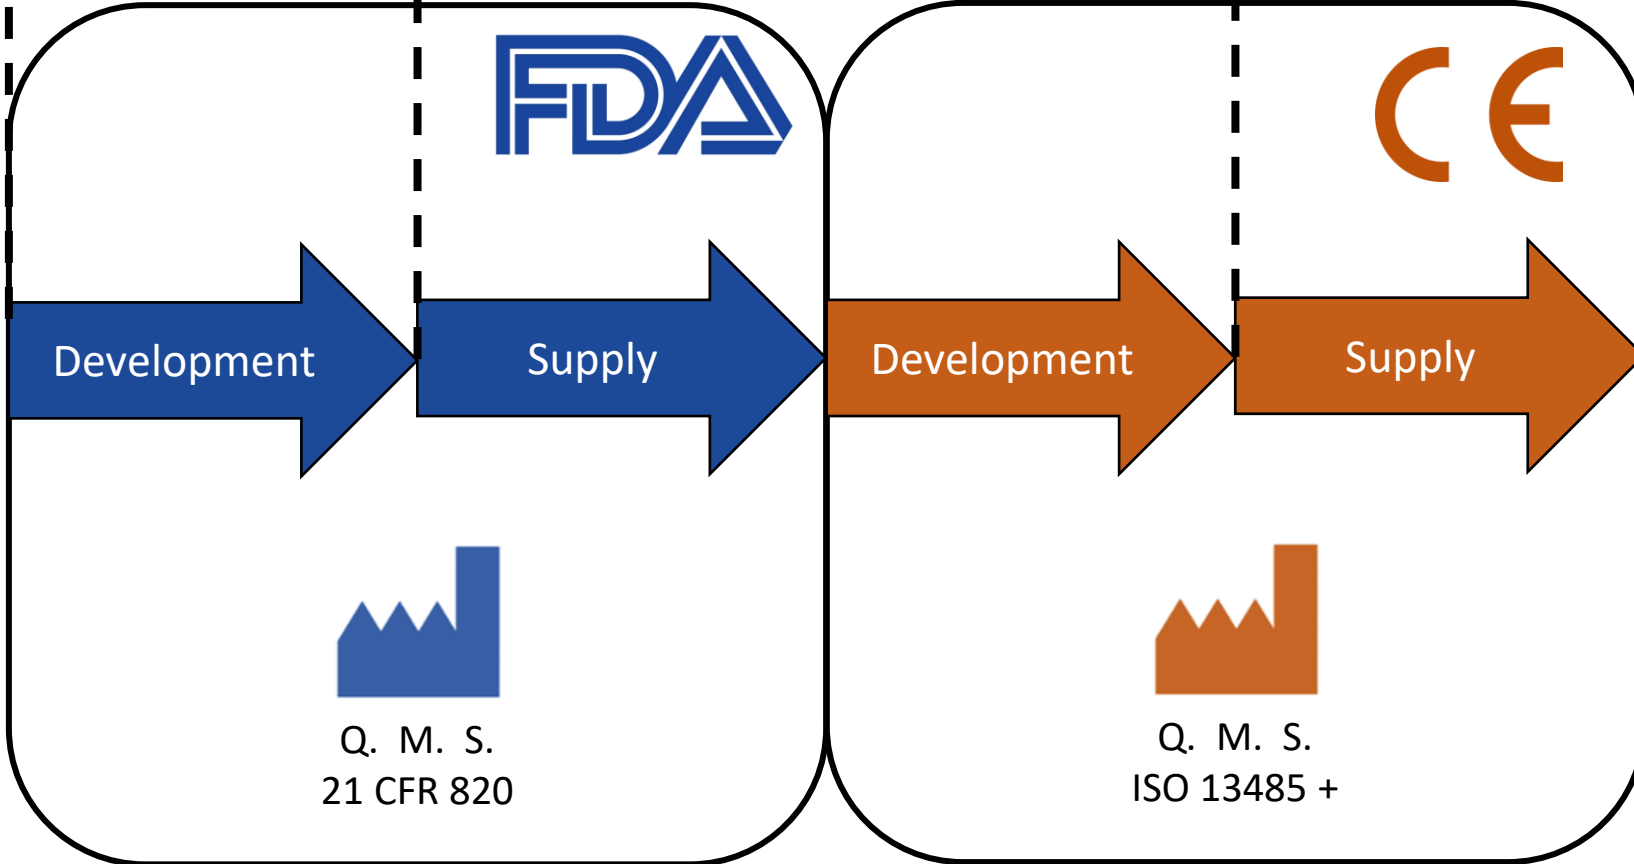 FDA
CE
Development
Supply
Development
Supply
Q. M. S.
21 CFR 820
Q. M. S.
ISO 13485 +